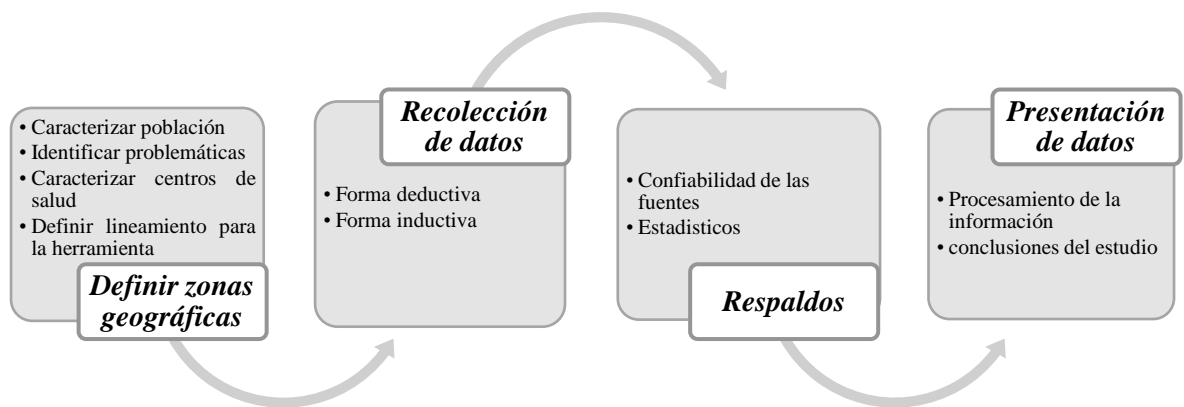 • Caracterizar población
• Identificar problemáticas
• Caracterizar centros de
salud
• Definir lineamiento para
la herramienta
Definir zonas
geográficas
Recolección
de datos
• Forma deductiva
• Forma inductiva
• Confiabilidad de las
fuentes
• Estadisticos
Respaldos
Presentación
de datos
• Procesamiento de la
información
• conclusiones del estudio